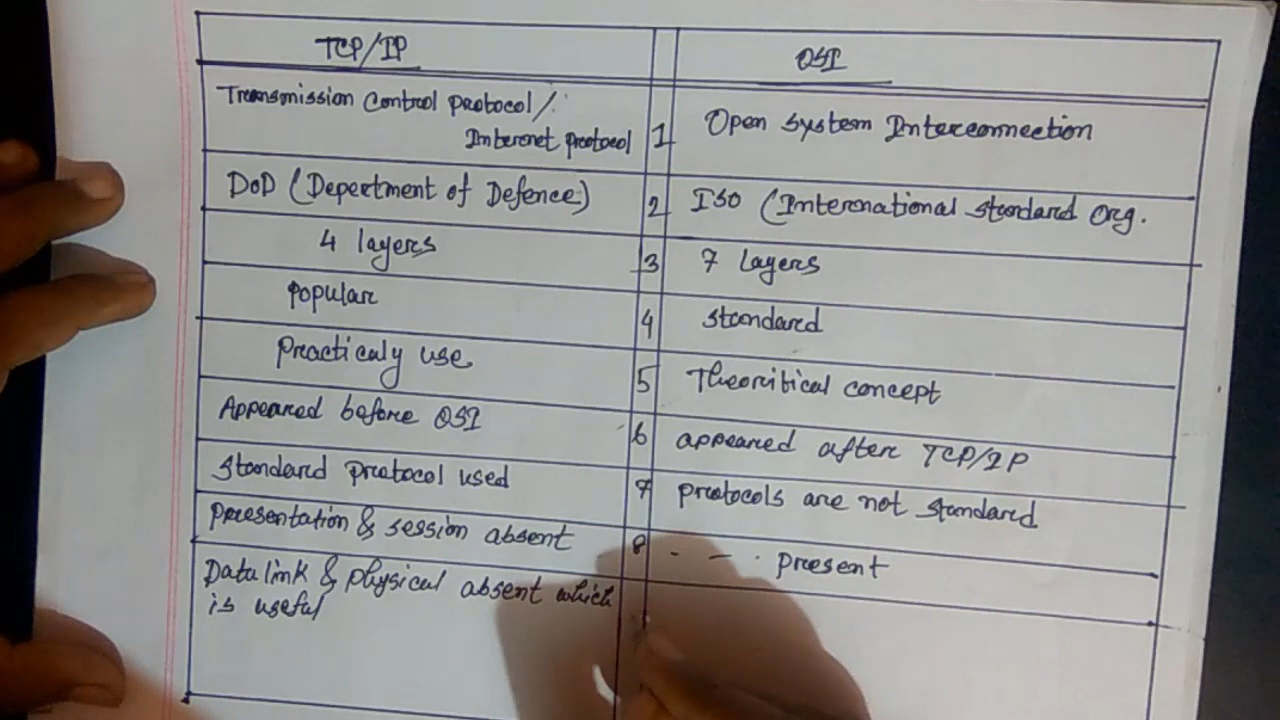 TCP/IP
OSI
Transmission Control protocol/
Internet protocol
1
Open System Interconnection
DoD (Depertment of Defence)
2
ISO (International standard Org.
4 layers
3
7 Layers
popular
4
standard
Practicaly use
5
Theoritical concept
Appeared before OSI
6
appeared after TCP/IP
Standard protocol used
7
protocols are not standard
presentation & session absent
8
- - . present
Data link & physical absent which
is useful